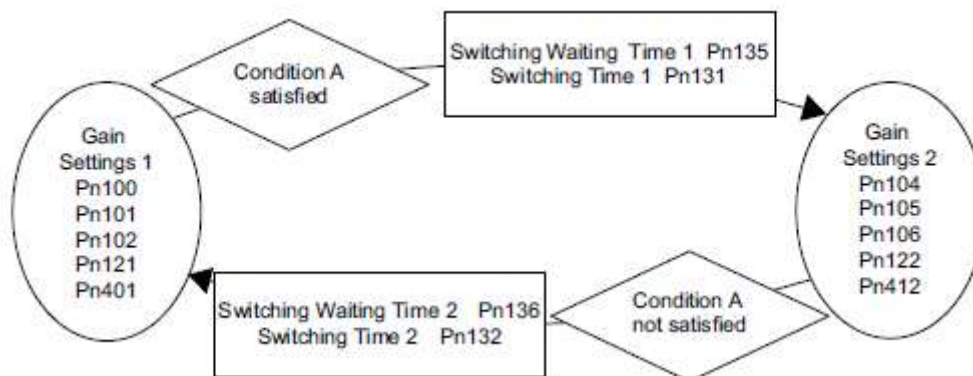 Condition A
satisfied
Switching Waiting Time 1 Pn135
Switching Time 1 Pn131
Gain
Settings 1
Pn100
Pn101
Pn102
Pn121
Pn401
Gain
Settings 2
Pn104
Pn105
Pn106
Pn122
Pn412
Switching Waiting Time 2 Pn136
Switching Time 2 Pn132
Condition A
not satisfied